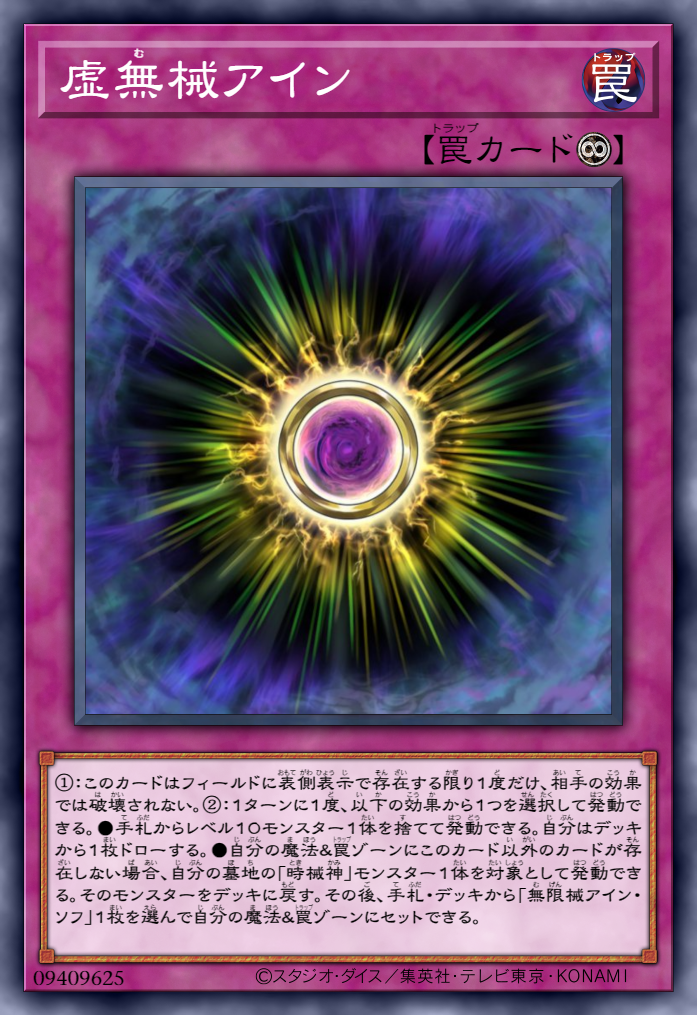 虚無械アイン
罠
【罠カード】
①：このカードはフィールドに表側表示で存在する限り1度だけ、相手の効果
では破壊されない。②：1ターンに1度、以下の効果から1つを選択して発動で
きる。●手札からレベル10モンスター1体を捨てて発動できる。自分はデッキ
から1枚ドローする。●自分の魔法&罠ゾーンにこのカード以外のカードが存
在しない場合、自分の墓地の「時械神」モンスター1体を対象として発動でき
る。そのモンスターをデッキに戻す。その後、手札・デッキから「無限械アイン・
ソフ」1枚を選んで自分の魔法&罠ゾーンにセットできる。
09409625
©スタジオ・ダイス／集英社・テレビ東京・KONAMI